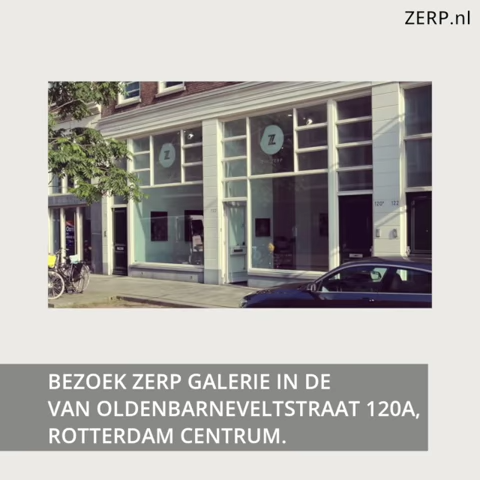 ZERP.nl
Z
Z
BEZOEK ZERP GALERIE IN DE
VAN OLDENBARNEVELTSTRAAT 120A,
ROTTERDAM CENTRUM.